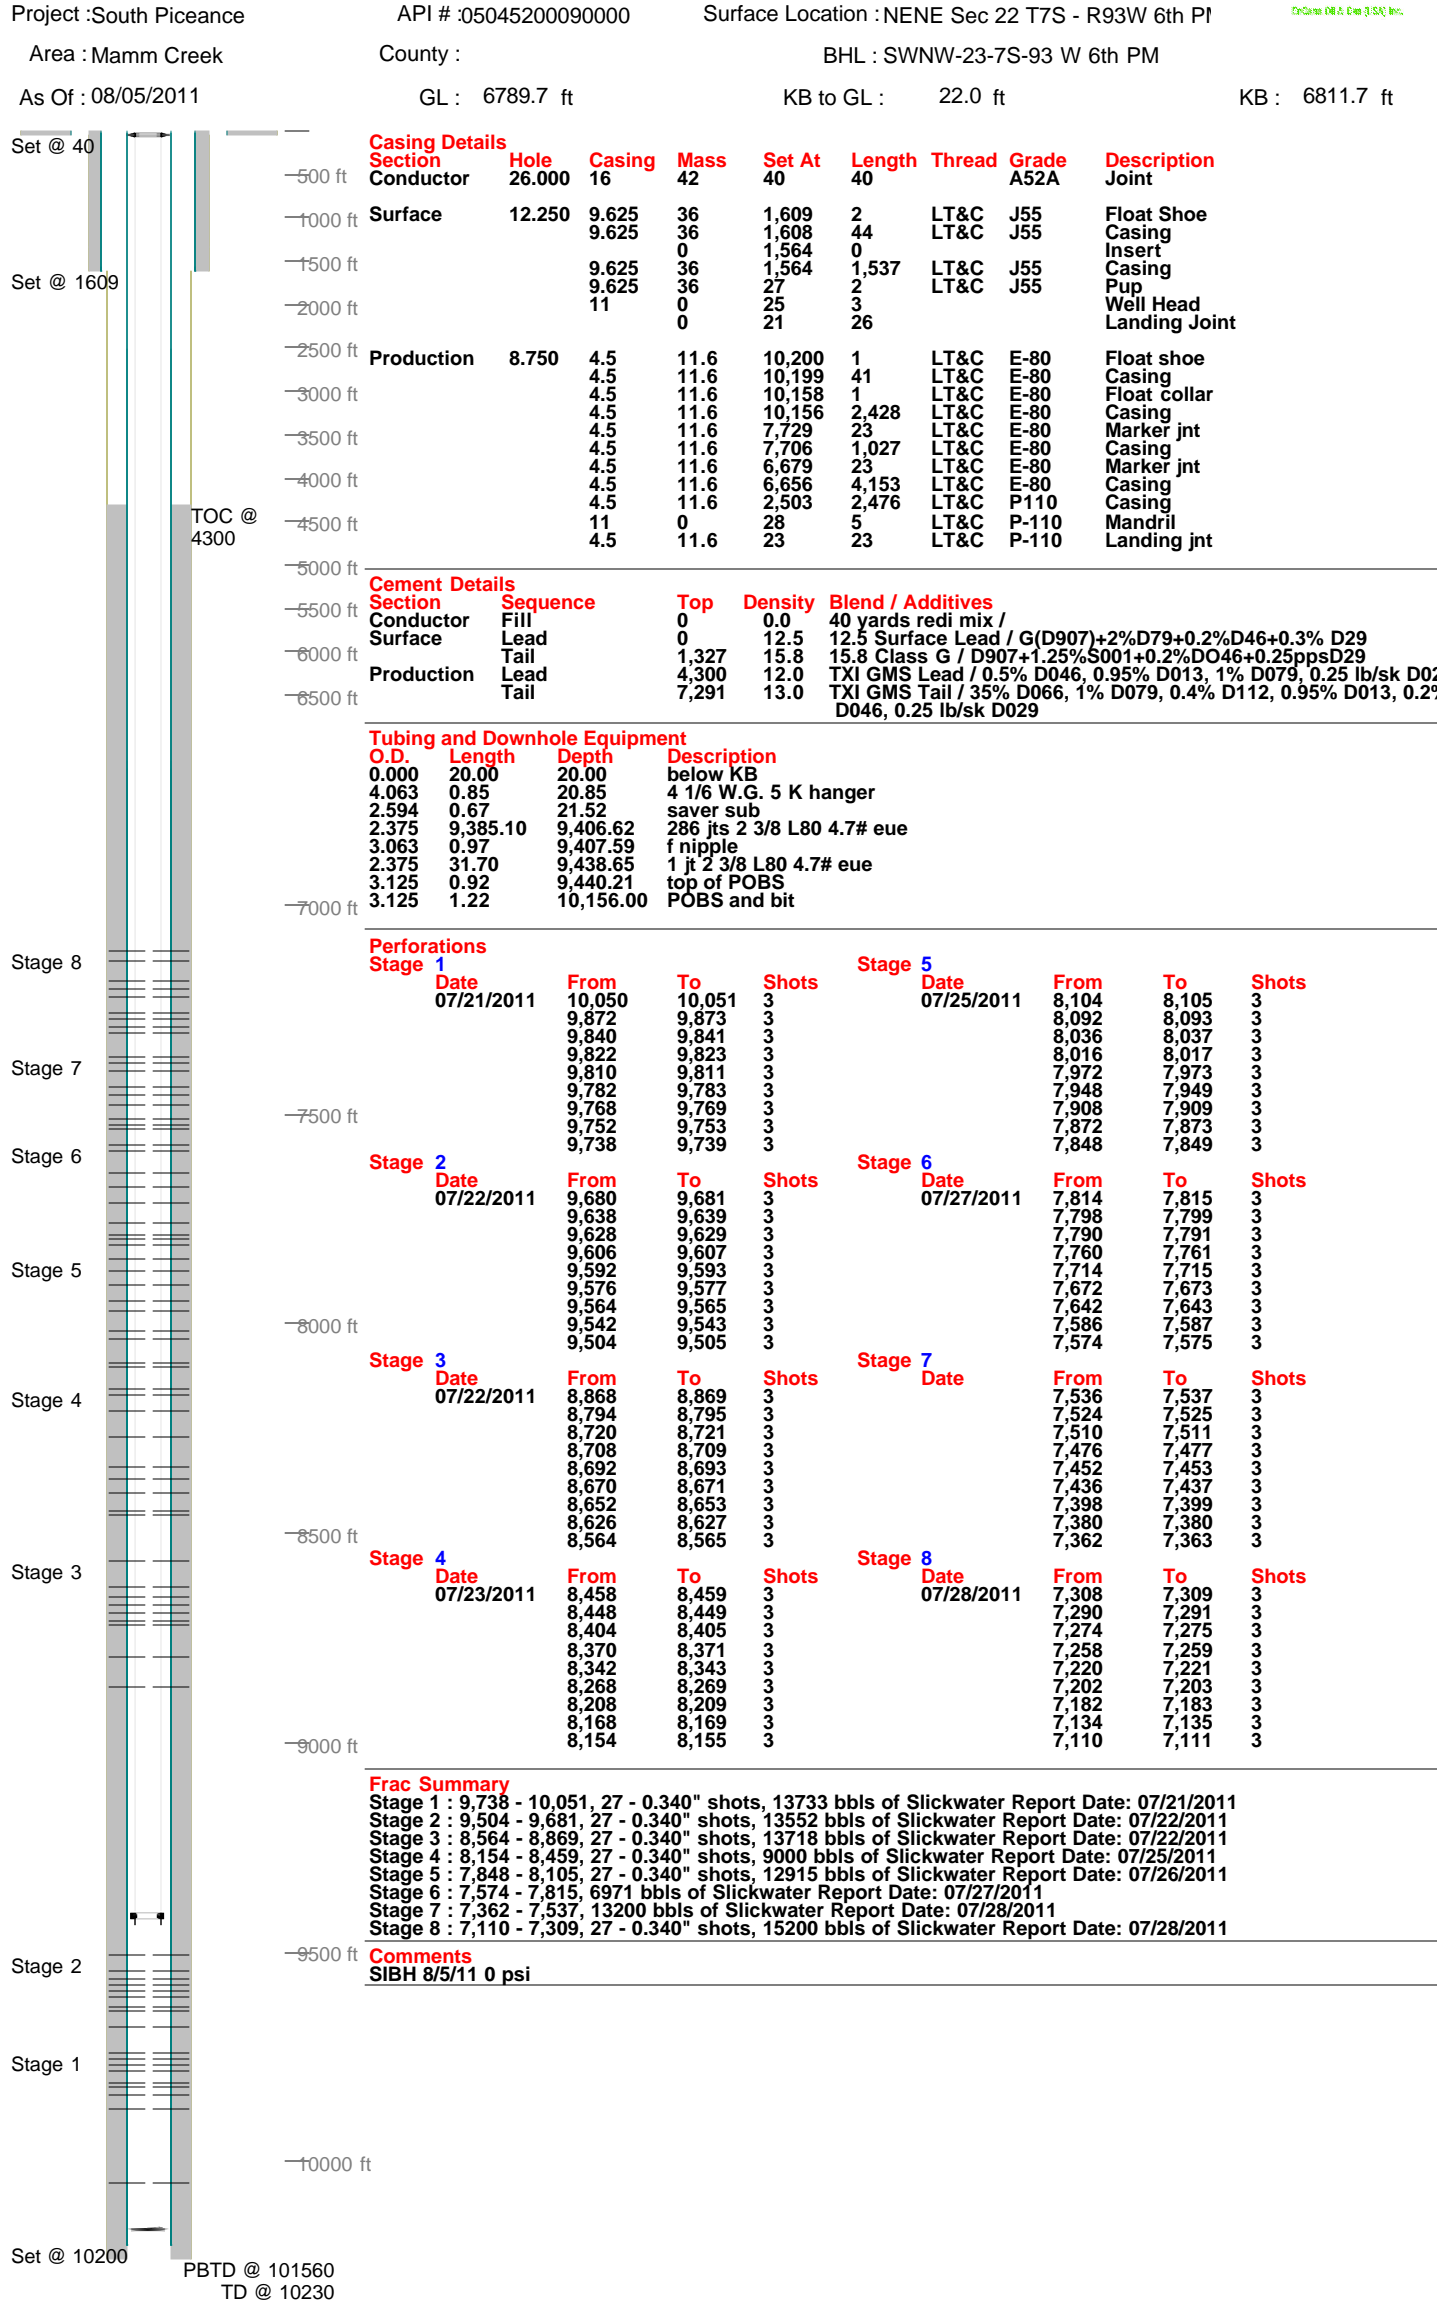 Project : South Piceance API # : 05045200090000 Surface Location : NENE Sec 22 T7S - R93W 6th PM
Area : Mamm Creek County : BHL : SWNW-23-7S-93 W 6th PM
As Of : 08/05/2011 GL : 6789.7 ft KB to GL : 22.0 ft KB : 6811.7 ft
Set @ 40
Set @ 1609
TOC @
4300
500 ft
1000 ft
1500 ft
2000 ft
2500 ft
3000 ft
3500 ft
4000 ft
4500 ft
5000 ft
5500 ft
6000 ft
6500 ft
7000 ft
7500 ft
8000 ft
8500 ft
9000 ft
9500 ft
10000 ft
Stage 8
Stage 7
Stage 6
Stage 5
Stage 4
Stage 3
Stage 2
Stage 1
Set @ 10200
PBTD @ 101560
TD @ 10230
Casing Details
Section Hole Casing Mass Set At Length Thread Grade Description
Conductor 26.000 16 42 40 40 A52A Joint
Surface 12.250 9.625 36 1,609 2 LT&C J55 Float Shoe
9.625 36 1,608 44 LT&C J55 Casing
0 1,564 0 Insert
9.625 36 1,564 1,537 LT&C J55 Casing
9.625 36 27 2 LT&C J55 Pup
11 0 25 3 Well Head
0 21 26 Landing Joint
Production 8.750 4.5 11.6 10,200 1 LT&C E-80 Float shoe
4.5 11.6 10,199 41 LT&C E-80 Casing
4.5 11.6 10,158 1 LT&C E-80 Float collar
4.5 11.6 10,156 2,428 LT&C E-80 Casing
4.5 11.6 7,729 23 LT&C E-80 Marker jnt
4.5 11.6 7,706 1,027 LT&C E-80 Casing
4.5 11.6 6,679 23 LT&C E-80 Marker jnt
4.5 11.6 6,656 4,153 LT&C E-80 Casing
4.5 11.6 2,503 2,476 LT&C P110 Casing
11 0 28 5 LT&C P-110 Mandril
4.5 11.6 23 23 LT&C P-110 Landing jnt
Cement Details
Section Sequence Top Density Blend / Additives
Conductor Fill 0 0.0 40 yards redi mix /
Surface Lead 0 12.5 12.5 Surface Lead / G(D907)+2%D79+0.2%D46+0.3% D29
Tail 1,327 15.8 15.8 Class G / D907+1.25%S001+0.2%DO46+0.25ppsD29
Production Lead 4,300 12.0 TXI GMS Lead / 0.5% D046, 0.95% D013, 1% D079, 0.25 lb/sk D02
Tail 7,291 13.0 TXI GMS Tail / 35% D066, 1% D079, 0.4% D112, 0.95% D013, 0.2%
D046, 0.25 lb/sk D029
Tubing and Downhole Equipment
O.D. Length Depth Description
0.000 20.00 20.00 below KB
4.063 0.85 20.85 4 1/6 W.G. 5 K hanger
2.594 0.67 21.52 saver sub
2.375 9,385.10 9,406.62 286 jts 2 3/8 L80 4.7# eue
3.063 0.97 9,407.59 f nipple
2.375 31.70 9,438.65 1 jt 2 3/8 L80 4.7# eue
3.125 0.92 9,440.21 top of POBS
3.125 1.22 10,156.00 POBS and bit
Perforations
Stage 1
Date From To Shots
07/21/2011 10,050 10,051 3
9,872 9,873 3
9,840 9,841 3
9,822 9,823 3
9,810 9,811 3
9,782 9,783 3
9,768 9,769 3
9,752 9,753 3
9,738 9,739 3
Stage 2
Date From To Shots
07/22/2011 9,680 9,681 3
9,638 9,639 3
9,628 9,629 3
9,606 9,607 3
9,592 9,593 3
9,576 9,577 3
9,564 9,565 3
9,542 9,543 3
9,504 9,505 3
Stage 3
Date From To Shots
07/22/2011 8,868 8,869 3
8,794 8,795 3
8,720 8,721 3
8,708 8,709 3
8,692 8,693 3
8,670 8,671 3
8,652 8,653 3
8,626 8,627 3
8,564 8,565 3
Stage 4
Date From To Shots
07/23/2011 8,458 8,459 3
8,448 8,449 3
8,404 8,405 3
8,370 8,371 3
8,342 8,343 3
8,268 8,269 3
8,208 8,209 3
8,168 8,169 3
8,154 8,155 3
Stage 5
Date From To Shots
07/25/2011 8,104 8,105 3
8,092 8,093 3
8,036 8,037 3
8,016 8,017 3
7,972 7,973 3
7,948 7,949 3
7,908 7,909 3
7,872 7,873 3
7,848 7,849 3
Stage 6
Date From To Shots
07/27/2011 7,814 7,815 3
7,798 7,799 3
7,790 7,791 3
7,760 7,761 3
7,714 7,715 3
7,672 7,673 3
7,642 7,643 3
7,586 7,587 3
7,574 7,575 3
Stage 7
Date From To Shots
7,536 7,537 3
7,524 7,525 3
7,510 7,511 3
7,476 7,477 3
7,452 7,453 3
7,436 7,437 3
7,398 7,399 3
7,380 7,380 3
7,362 7,363 3
Stage 8
Date From To Shots
07/28/2011 7,308 7,309 3
7,290 7,291 3
7,274 7,275 3
7,258 7,259 3
7,220 7,221 3
7,202 7,203 3
7,182 7,183 3
7,134 7,135 3
7,110 7,111 3
Frac Summary
Stage 1 : 9,738 - 10,051, 27 - 0.340" shots, 13733 bbls of Slickwater Report Date: 07/21/2011
Stage 2 : 9,504 - 9,681, 27 - 0.340" shots, 13552 bbls of Slickwater Report Date: 07/22/2011
Stage 3 : 8,564 - 8,869, 27 - 0.340" shots, 13718 bbls of Slickwater Report Date: 07/22/2011
Stage 4 : 8,154 - 8,459, 27 - 0.340" shots, 9000 bbls of Slickwater Report Date: 07/25/2011
Stage 5 : 7,848 - 8,105, 27 - 0.340" shots, 12915 bbls of Slickwater Report Date: 07/26/2011
Stage 6 : 7,574 - 7,815, 6971 bbls of Slickwater Report Date: 07/27/2011
Stage 7 : 7,362 - 7,537, 13200 bbls of Slickwater Report Date: 07/28/2011
Stage 8 : 7,110 - 7,309, 27 - 0.340" shots, 15200 bbls of Slickwater Report Date: 07/28/2011
Comments
SIBH 8/5/11 0 psi